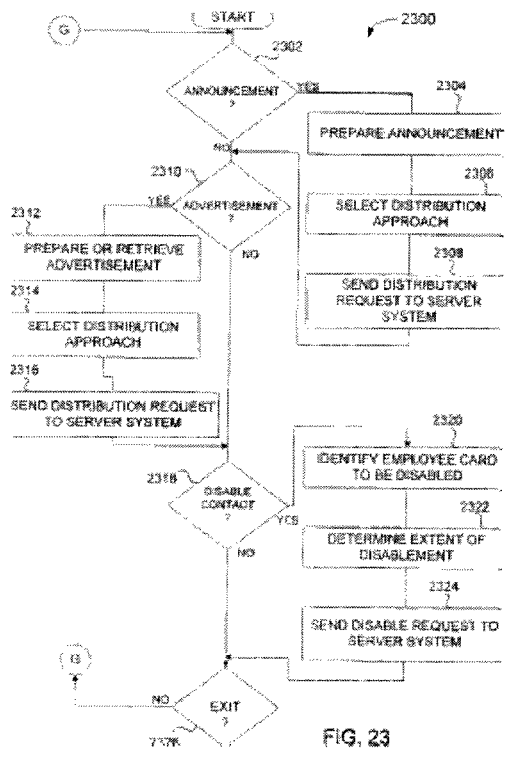 START
G
2300
2302
ANNOUNCEMENT
?
YES
2304
PREPARE ANNOUNCEMENT
NO
2306
SELECT DISTRIBUTION
APPROACH
2308
SEND DISTRIBUTION
REQUEST TO SERVER
SYSTEM
2310
ADVERTISEMENT
?
YES
NO
2312
PREPARE OR RETRIEVE
ADVERTISEMENT
2314
SELECT DISTRIBUTION
APPROACH
2316
SEND DISTRIBUTION REQUEST
TO SERVER SYSTEM
2318
DISABLE
CONTACT
?
YES
NO
2320
IDENTIFY EMPLOYEE CARD
TO BE DISABLED
2322
DETERMINE EXTENT OF
DISABLEMENT
2324
SEND DISABLE REQUEST TO
SERVER SYSTEM
G
NO
EXIT
?
2326
FIG. 23